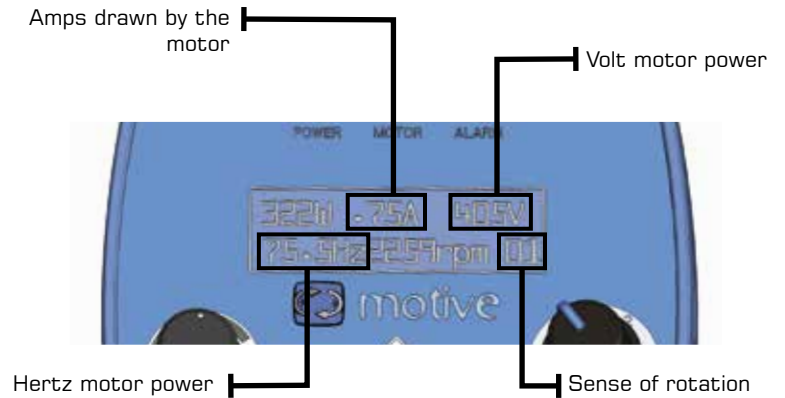 Amps drawn by the
motor
Volt motor power
POWER MOTOR ALARM
322W .75A 405V
75.5hz 2259rpm 01
motive
Hertz motor power
Sense of rotation